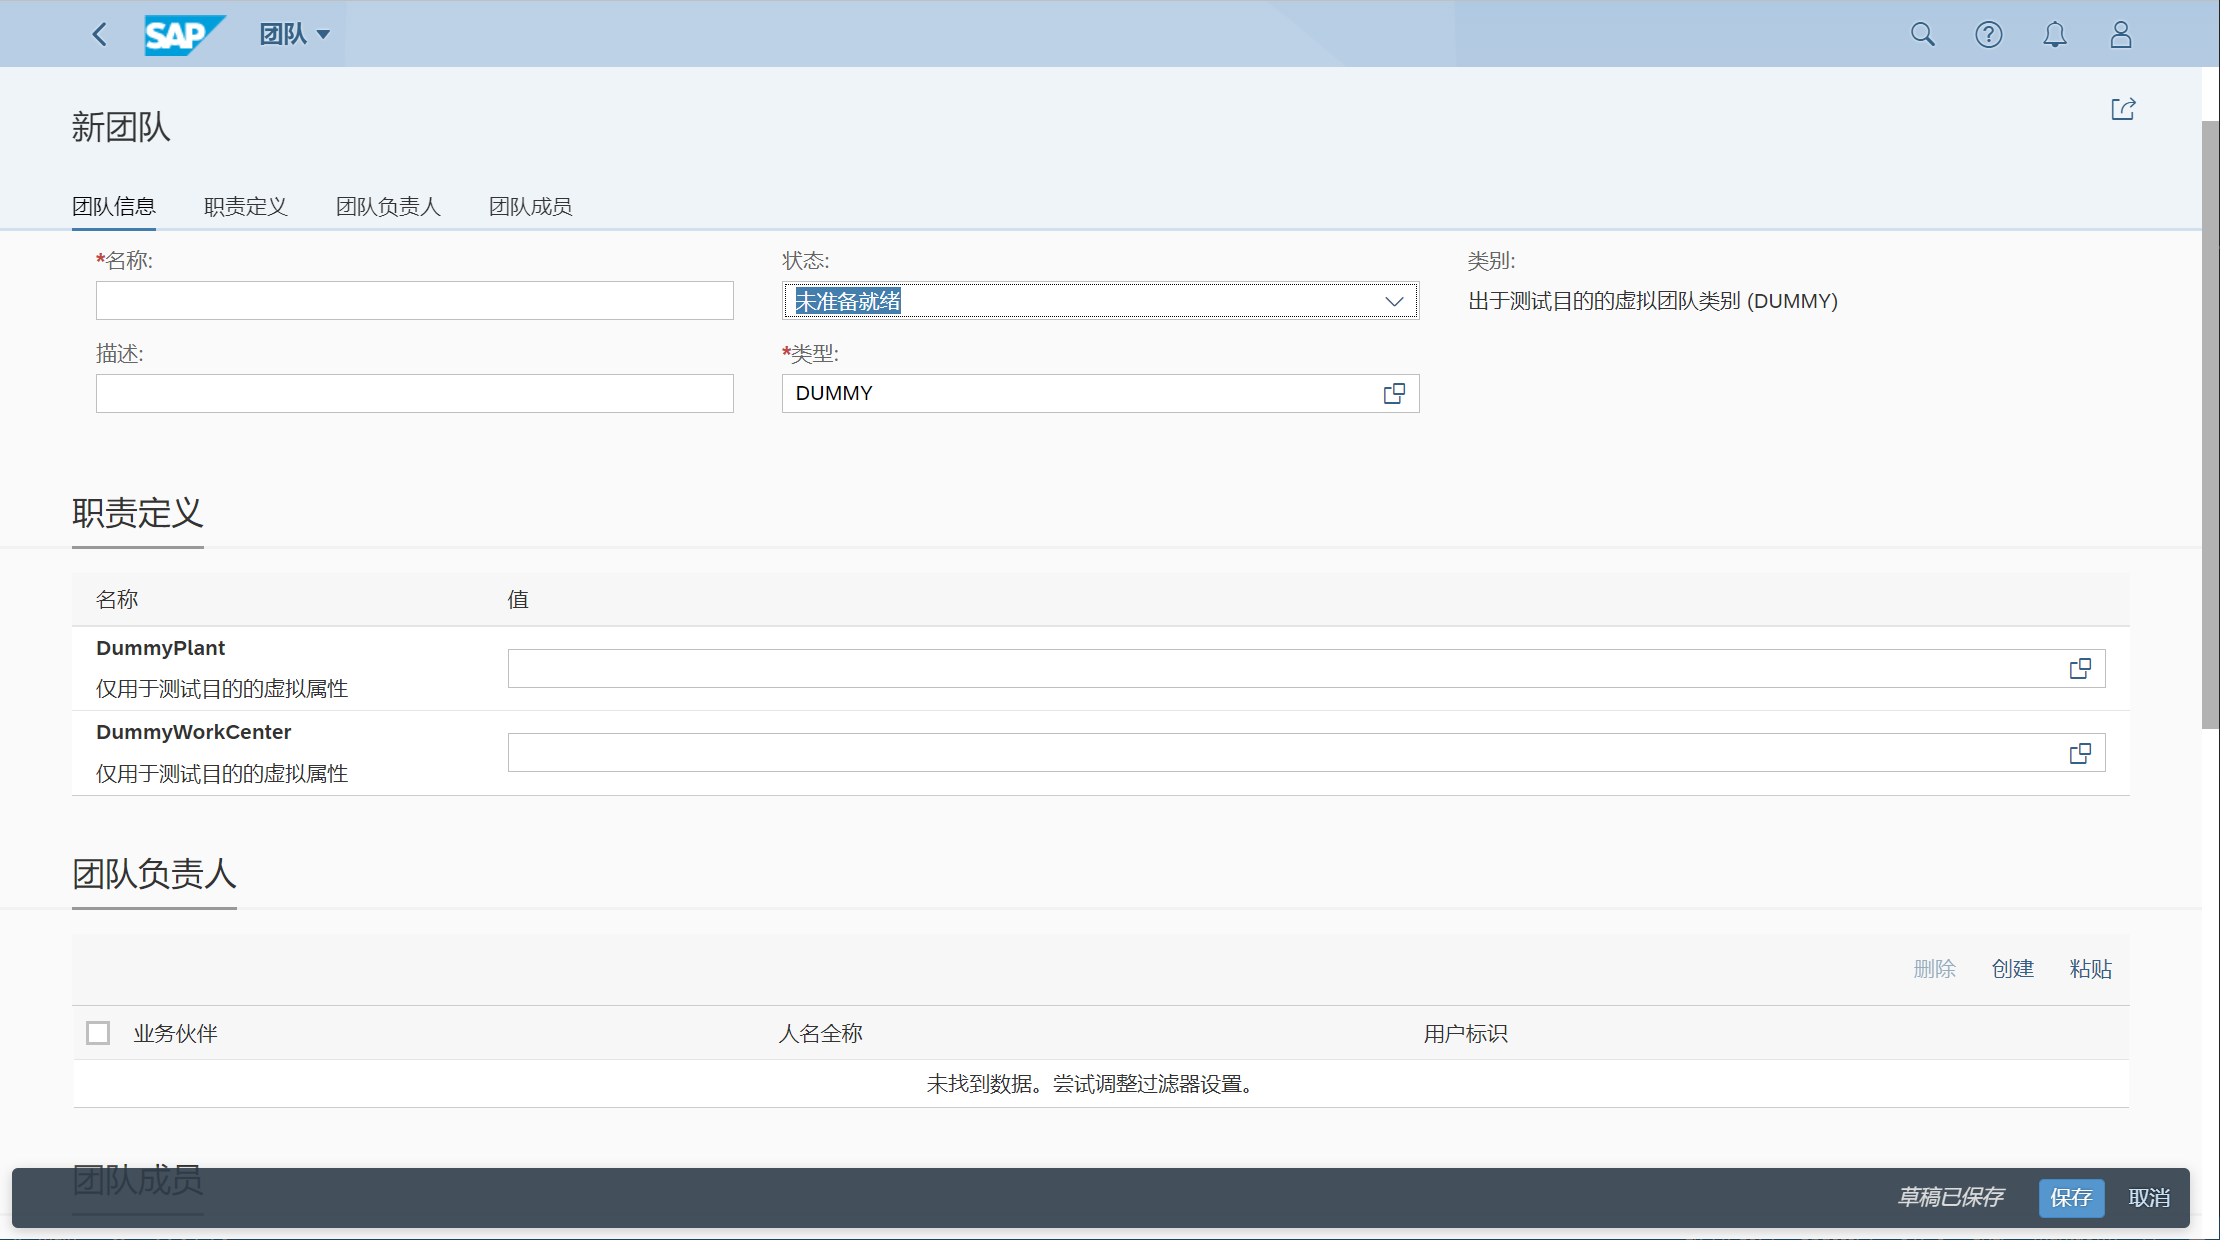 SAP 团队
新团队
团队信息 职责定义 团队负责人 团队成员
*名称: 状态: 类别:
未准备就绪 出于测试目的的虚拟团队类别 (DUMMY)
描述: *类型:
DUMMY
职责定义
名称 值
DummyPlant
仅用于测试目的的虚拟属性
DummyWorkCenter
仅用于测试目的的虚拟属性
团队负责人
删除 创建 粘贴
业务伙伴 人名全称 用户标识
未找到数据。尝试调整过滤器设置。
团队成员
草稿已保存 保存 取消